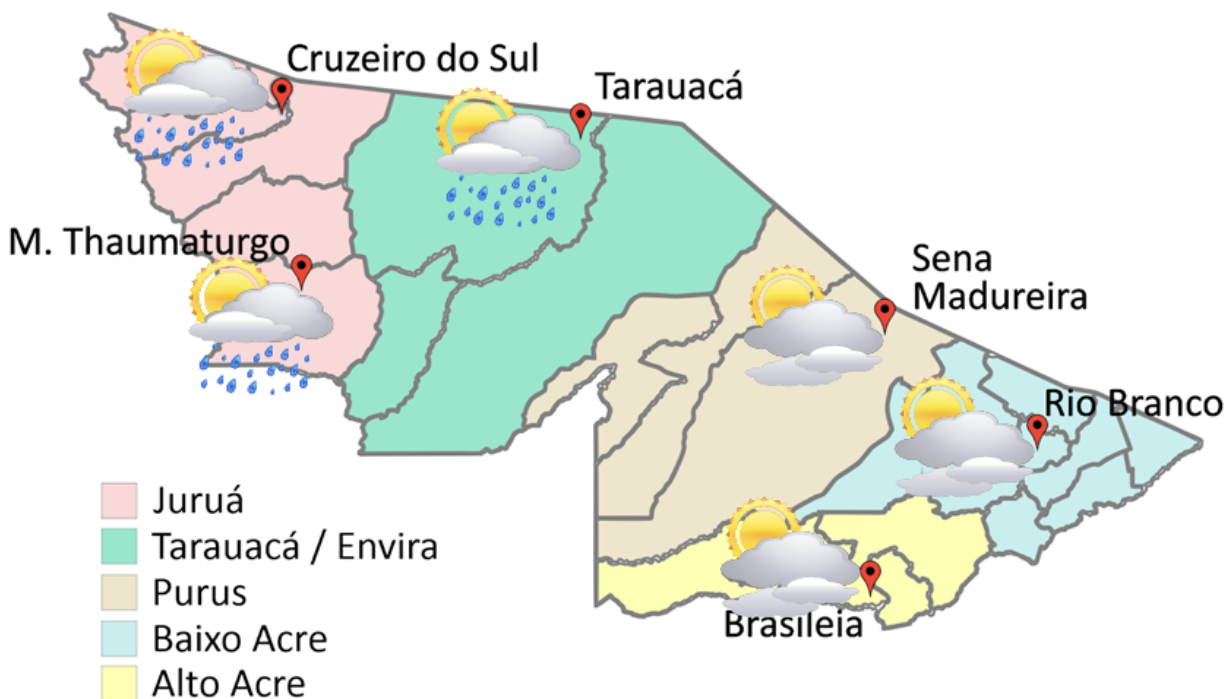 Cruzeiro do Sul
Tarauacá
M. Thaumaturgo
Sena
Madureira
Rio Branco
Brasileia
Juruá
Tarauacá / Envira
Purus
Baixo Acre
Alto Acre